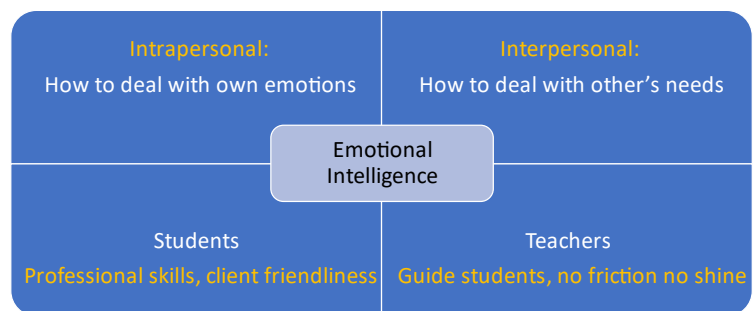 Intrapersonal:
How to deal with own emotions
Interpersonal:
How to deal with other’s needs
Emotional
Intelligence
Students
Professional skills, client friendliness
Teachers
Guide students, no friction no shine